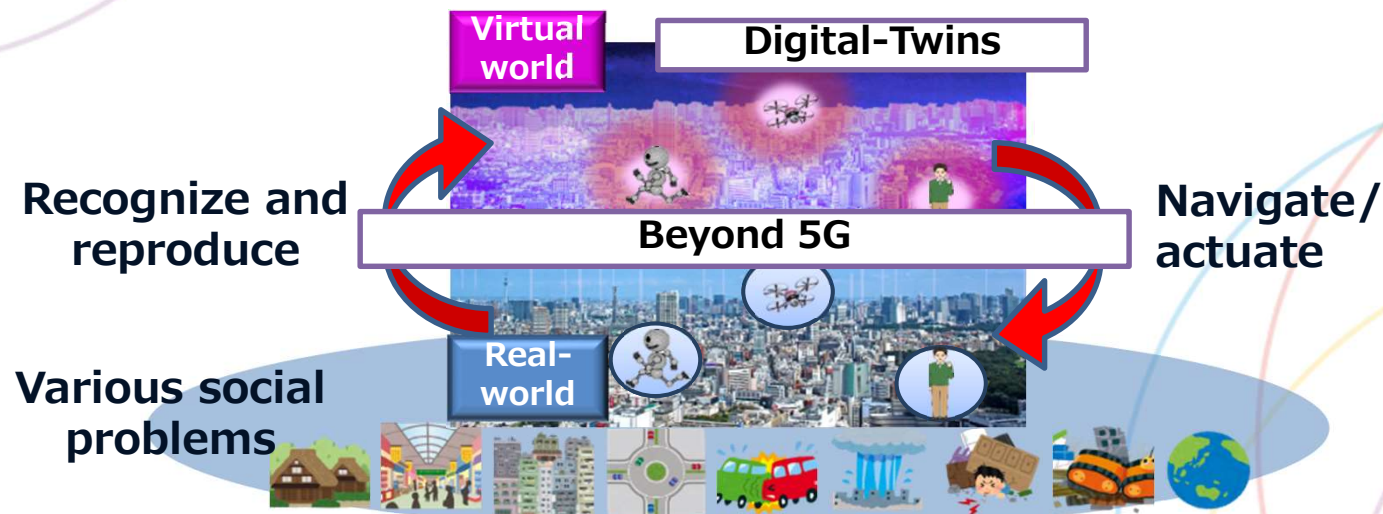 Virtual
world
Digital-Twins
Recognize and
reproduce
Beyond 5G
Navigate/
actuate
Real-
world
Various social
problems